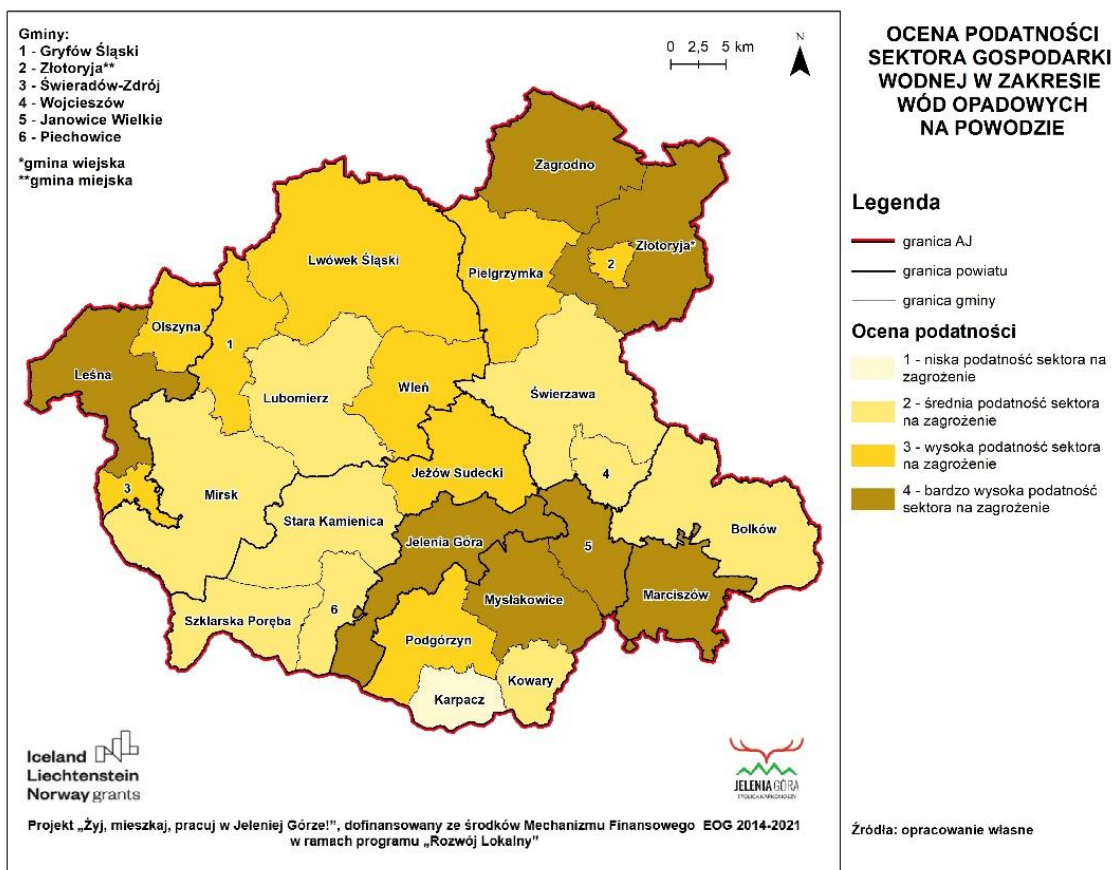 Gminy:
1 - Gryfów Śląski
2 - Złotoryja**
3 - Świeradów-Zdrój
4 - Wojcieszów
5 - Janowice Wielkie
6 - Piechowice
*gmina wiejska
**gmina miejska
0 2,5 5 km
N
OCENA PODATNOŚCI
SEKTORA GOSPODARKI
WODNEJ W ZAKRESIE
WÓD OPADOWYCH
NA POWODZIE
Legenda
granica AJ
granica powiatu
granica gminy
Ocena podatności
1 - niska podatność sektora na
zagrożenie
2 - średnia podatność sektora
na zagrożenie
3 - wysoka podatność sektora
na zagrożenie
4 - bardzo wysoka podatność
sektora na zagrożenie
Zagrodno
Złotoryja*
2
Lwówek Śląski
Pielgrzymka
Olszyna
1
Leśna
Lubomierz
Wleń
Świerzawa
Jeżów Sudecki
4
3
Mirsk
Stara Kamienica
Bolków
Jelenia Góra
5
Mysłakowice
Marciszów
6
Szklarska Poręba
Podgórzyn
Kowary
Karpacz
Iceland
Liechtenstein
Norway grants
JELENIA GÓRA
STOLICA KARKONOSZY
Projekt „Żyj, mieszkaj, pracuj w Jeleniej Górze!”, dofinansowany ze środków Mechanizmu Finansowego EOG 2014-2021
w ramach programu „Rozwój Lokalny”
Źródła: opracowanie własne